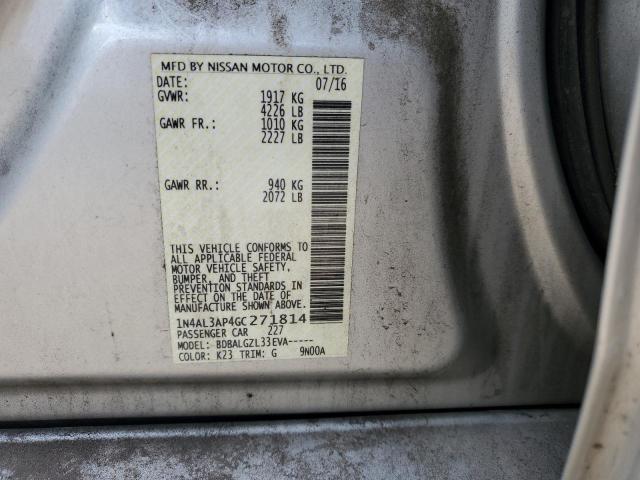 MFD BY NISSAN MOTOR CO., LTD.
DATE: 07/16
GVWR: 1917 KG
4226 LB
GAWR FR.: 1010 KG
2227 LB
GAWR RR.: 940 KG
2072 LB
THIS VEHICLE CONFORMS TO
ALL APPLICABLE FEDERAL
MOTOR VEHICLE SAFETY,
BUMPER, AND THEFT
PREVENTION STANDARDS IN
EFFECT ON THE DATE OF
MANUFACTURE SHOWN ABOVE.
1N4AL3AP4GC271814
PASSENGER CAR 227
MODEL: BDBALGZL33EVA-----
COLOR: K23 TRIM: G 9N00A